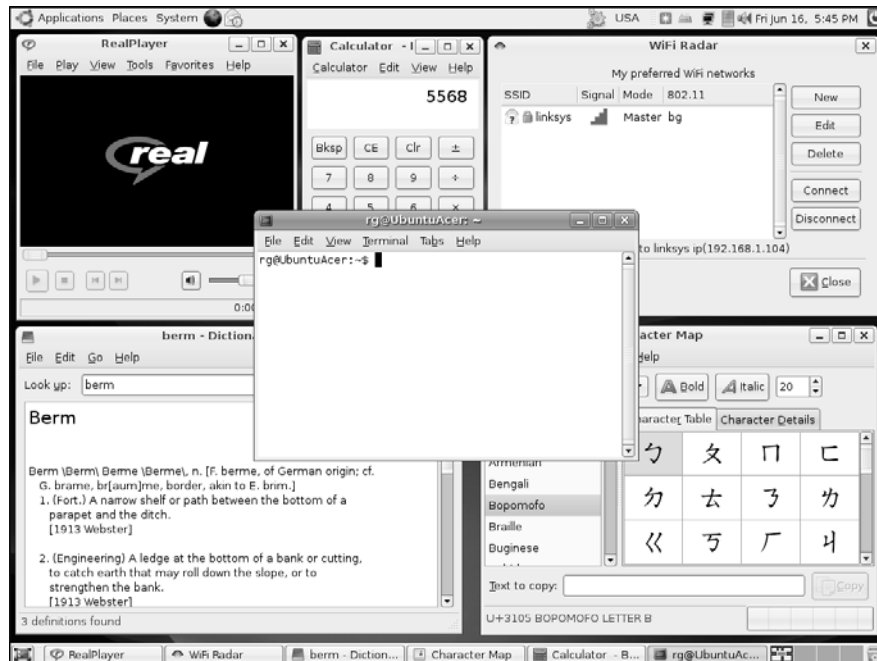 Applications Places System USA Fri Jun 16, 5:45 PM
RealPlayer
File Play View Tools Favorites Help
real
0:00
Calculator
Calculator Edit View Help
5568
Bksp CE Clr ±
7 8 9 ÷
4 5 6 ×
WiFi Radar
My preferred WiFi networks
SSID Signal Mode 802.11
linksys Master bg
New
Edit
Delete
Connect
Disconnect
to linksys ip(192.168.1.104)
Close
rg@UbuntuAcer: ~
File Edit View Terminal Tabs Help
rg@UbuntuAcer:~$
berm - Diction
File Edit Go Help
Look up: berm
Berm
Berm \Berm\ Berme \Berme\, n. [F. berme, of German origin; cf.
G. brame, br[aum]me, border, akin to E. brim.]
1. (Fort.) A narrow shelf or path between the bottom of a
parapet and the ditch.
[1913 Webster]
2. (Engineering) A ledge at the bottom of a bank or cutting,
to catch earth that may roll down the slope, or to
strengthen the bank.
[1913 Webster]
3 definitions found
acter Map
Help
Bold Italic 20
aracter Table Character Details
Armenian
Bengali
Bopomofo
Braille
Buginese
ㄅ ㄆ ㄇ ㄈ
ㄉ ㄊ ㄋ ㄌ
ㄍ ㄎ ㄏ ㄐ
Text to copy: Copy
U+3105 BOPOMOFO LETTER B
RealPlayer WiFi Radar berm - Diction... Character Map Calculator - B... rg@UbuntuAc...